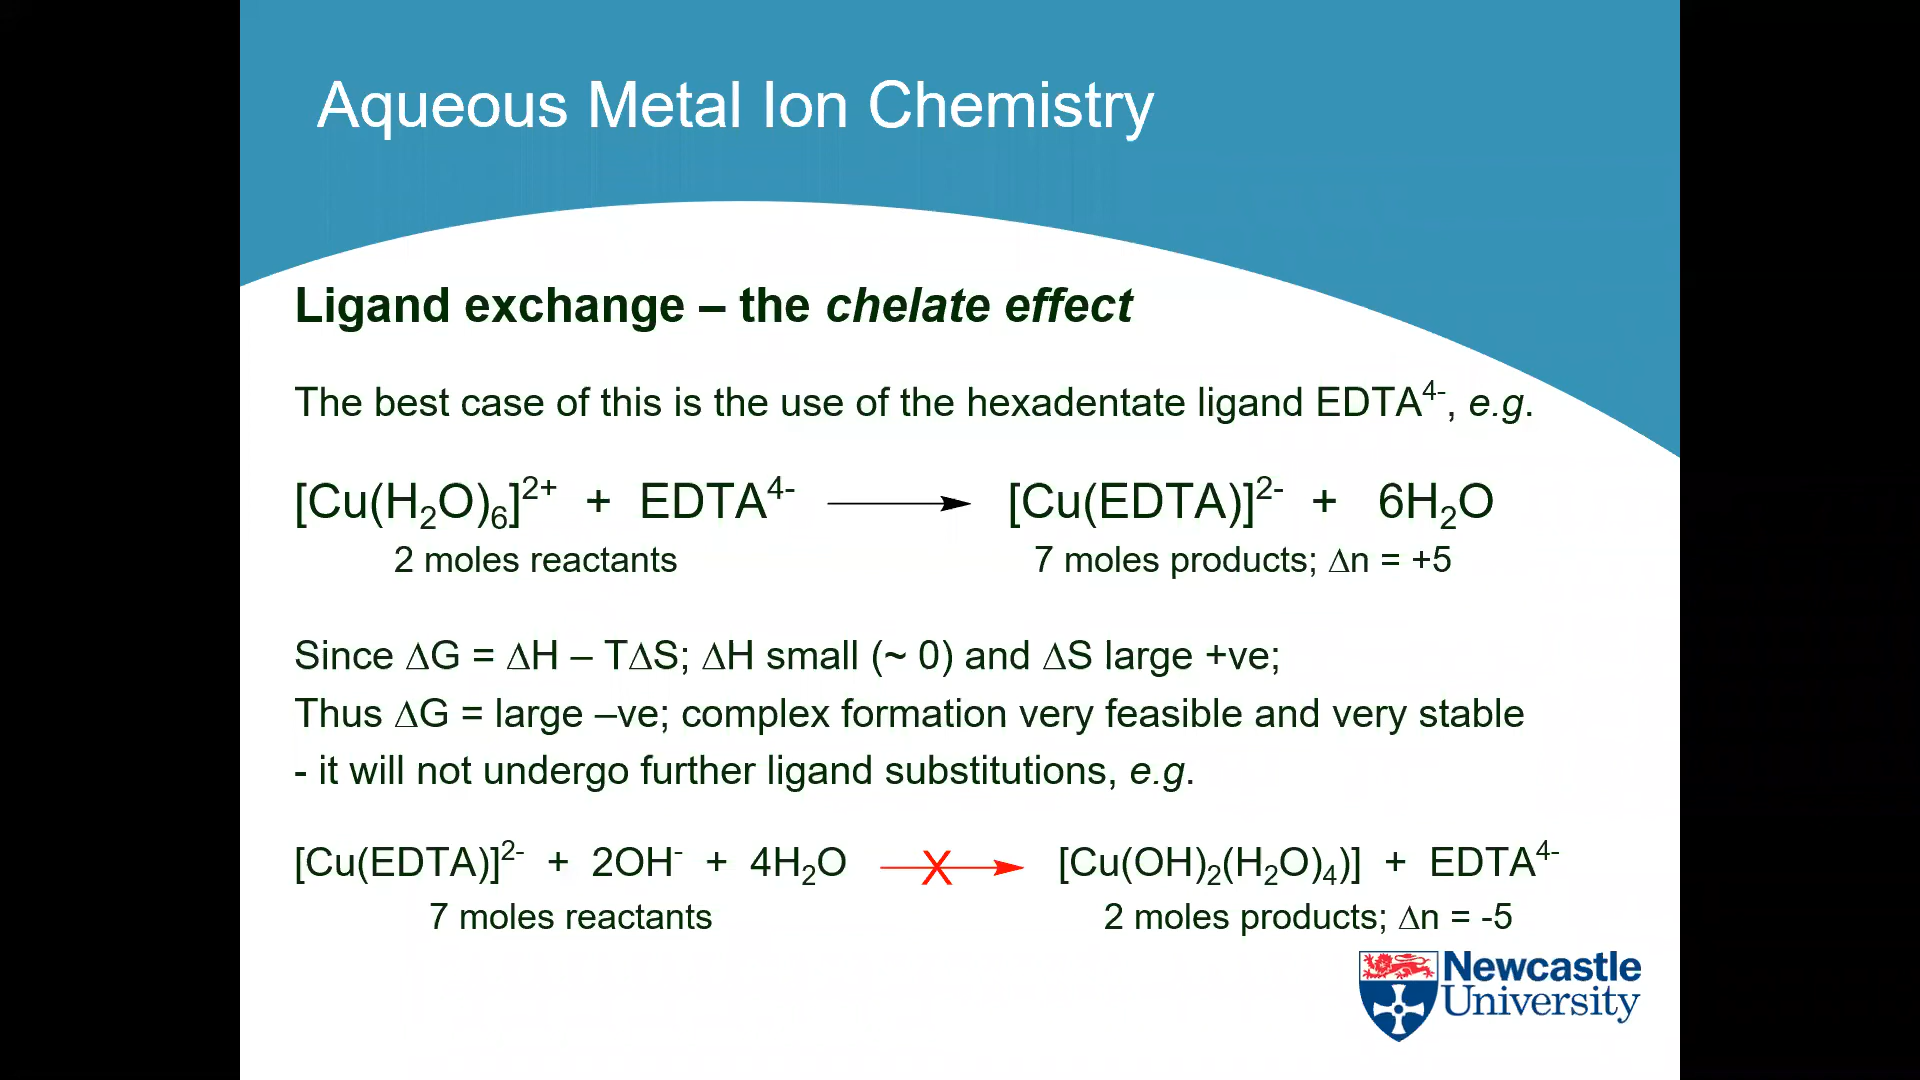 Aqueous Metal Ion Chemistry
Ligand exchange – the chelate effect
The best case of this is the use of the hexadentate ligand EDTA⁴⁻, e.g.
[Cu(H₂O)₆]²⁺ + EDTA⁴⁻ ⟶ [Cu(EDTA)]²⁻ + 6H₂O
2 moles reactants 7 moles products; Δn = +5
Since ΔG = ΔH – TΔS; ΔH small (~ 0) and ΔS large +ve;
Thus ΔG = large –ve; complex formation very feasible and very stable
- it will not undergo further ligand substitutions, e.g.
[Cu(EDTA)]²⁻ + 2OH⁻ + 4H₂O X [Cu(OH)₂(H₂O)₄)] + EDTA⁴⁻
7 moles reactants 2 moles products; Δn = -5
Newcastle
University